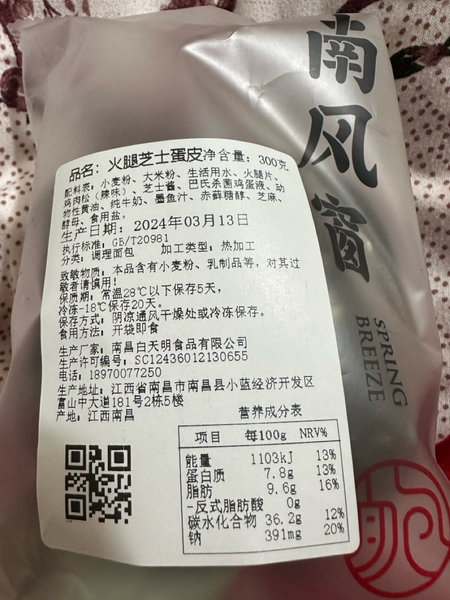 南风窗
SPRING
BREEZE
品名：火腿芝士蛋皮净含量：300克
配料表：小麦粉、大米粉、生活用水、火腿片、
鸡肉松（辣味）、芝士酱、巴氏杀菌鸡蛋液、动
物性黄油、纯牛奶、墨鱼汁、赤藓糖醇、芝麻、
酵母、食用盐。
生产日期：2024年03月13日
执行标准：GB/T20981
分类：调理面包 加工类型：热加工
致敏物质：本品含有小麦粉、乳制品等，对其过
敏者请慎用！
保质期：常温28℃以下保存5天，
冷冻-18℃保存20天。
保存方式：阴凉通风干燥处或冷冻保存。
食用方法：开袋即食
生产厂家：南昌白天明食品有限公司
生产许可编号：SC12436012130655
电话：18970077250
生产地址：江西省南昌市南昌县小蓝经济开发区
富山中大道181号2栋5楼
产地：江西南昌
营养成分表
项目 每100g NRV%
能量 1103kJ 13%
蛋白质 7.8g 13%
脂肪 9.6g 16%
-反式脂肪酸 0g
碳水化合物 36.2g 12%
钠 391mg 20%